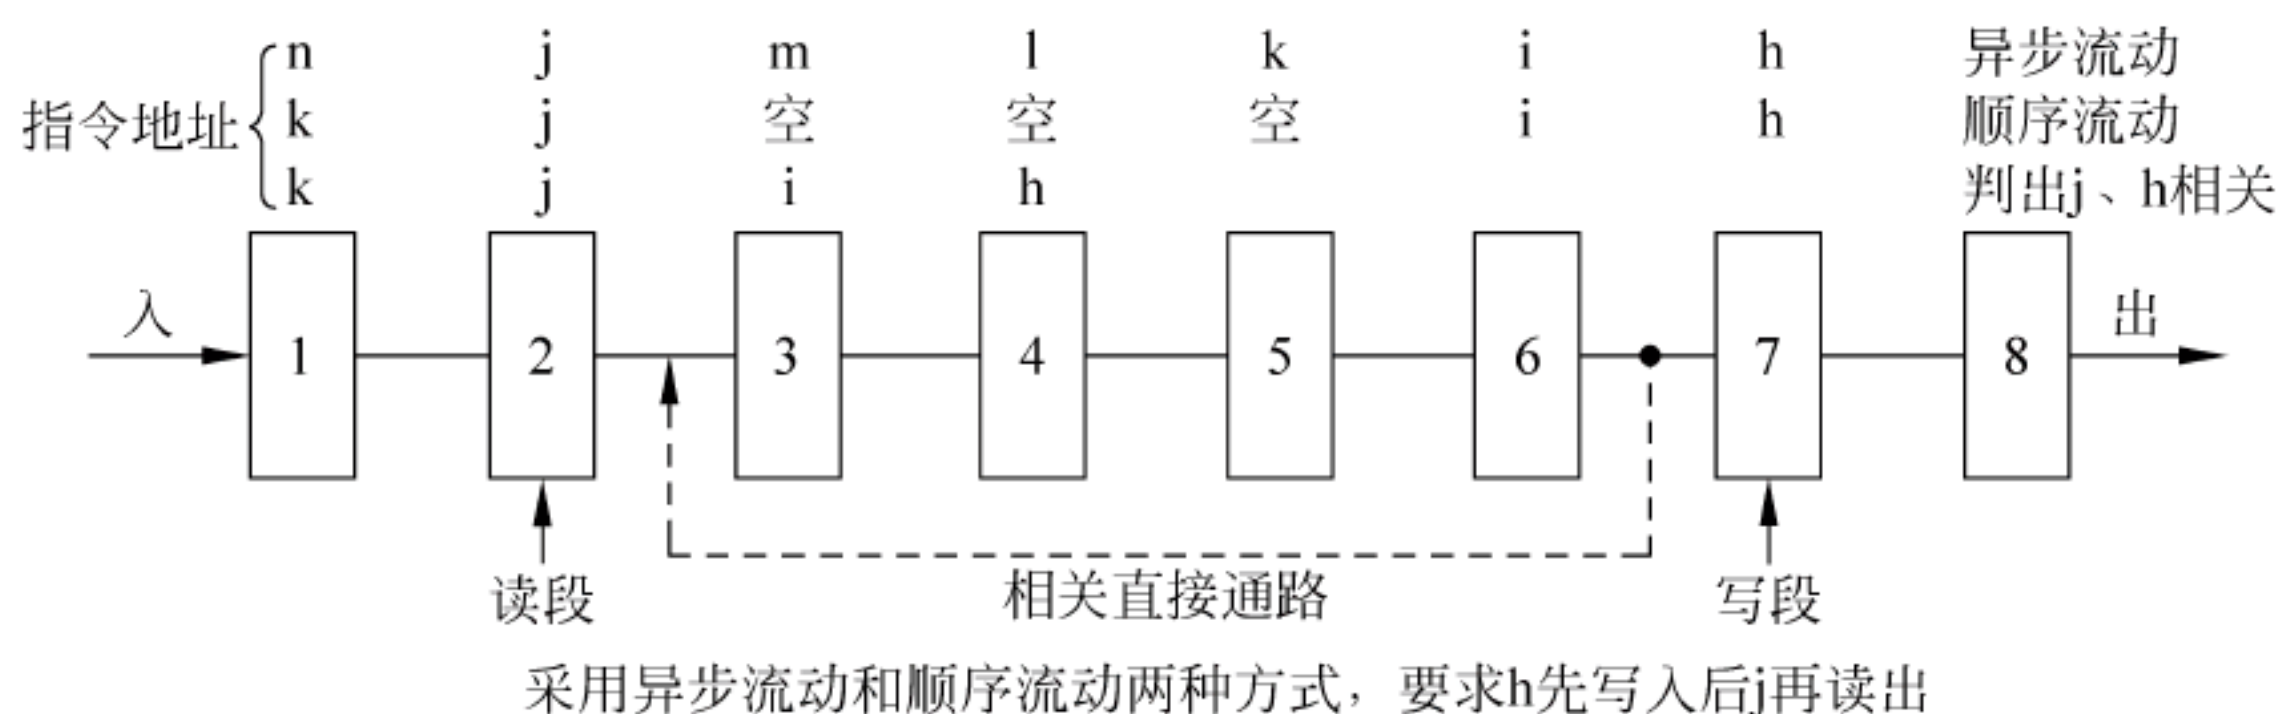 n j m l k i h 异步流动
指令地址 k j 空 空 空 i h 顺序流动
k j i h 判出j、h相关
入 1 2 3 4 5 6 7 8 出
读段 相关直接通路 写段
采用异步流动和顺序流动两种方式，要求h先写入后j再读出